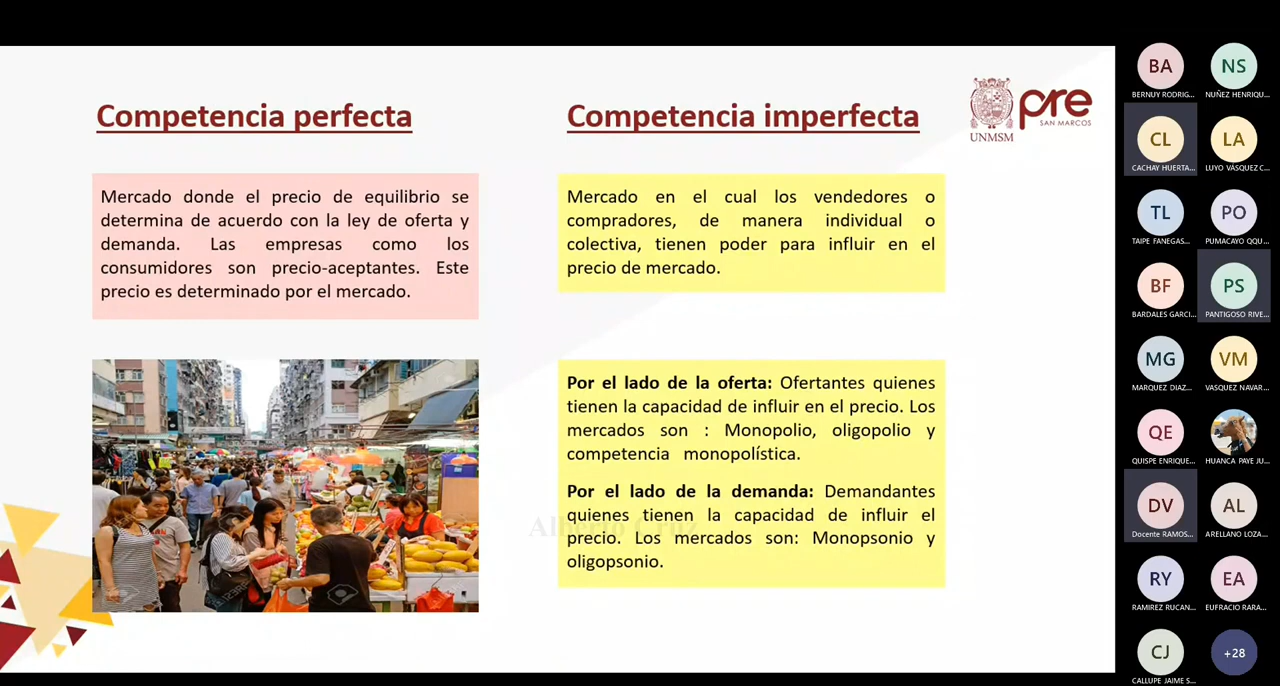 Competencia perfecta
Mercado donde el precio de equilibrio se
determina de acuerdo con la ley de oferta y
demanda. Las empresas como los
consumidores son precio-aceptantes. Este
precio es determinado por el mercado.
Competencia imperfecta
Mercado en el cual los vendedores o
compradores, de manera individual o
colectiva, tienen poder para influir en el
precio de mercado.
Por el lado de la oferta: Ofertantes quienes
tienen la capacidad de influir en el precio. Los
mercados son : Monopolio, oligopolio y
competencia monopolística.
Por el lado de la demanda: Demandantes
quienes tienen la capacidad de influir el
precio. Los mercados son: Monopsonio y
oligopsonio.
Alberto Cruz
UNMSM
pre
SAN MARCOS
BA
BERNUY RODRIG...
NS
NUÑEZ HENRIQU...
CL
CACHAY HUERTA...
LA
LUYO VASQUEZ C...
TL
TAIPE FANEGAS...
PO
PUMACAYO QQU...
BF
BARDALES GARCI...
PS
PANTIGOSO RIVE...
MG
MARQUEZ DIAZ...
VM
VASQUEZ NAVAR...
QE
QUISPE ENRIQUE...
HUANCA PAYE JU...
DV
Docente RAMOS...
AL
ARELLANO LOZA...
RY
RAMIREZ RUCAN...
EA
EUFRACIO RARA...
CJ
CALLUPE JAIME S...
+28